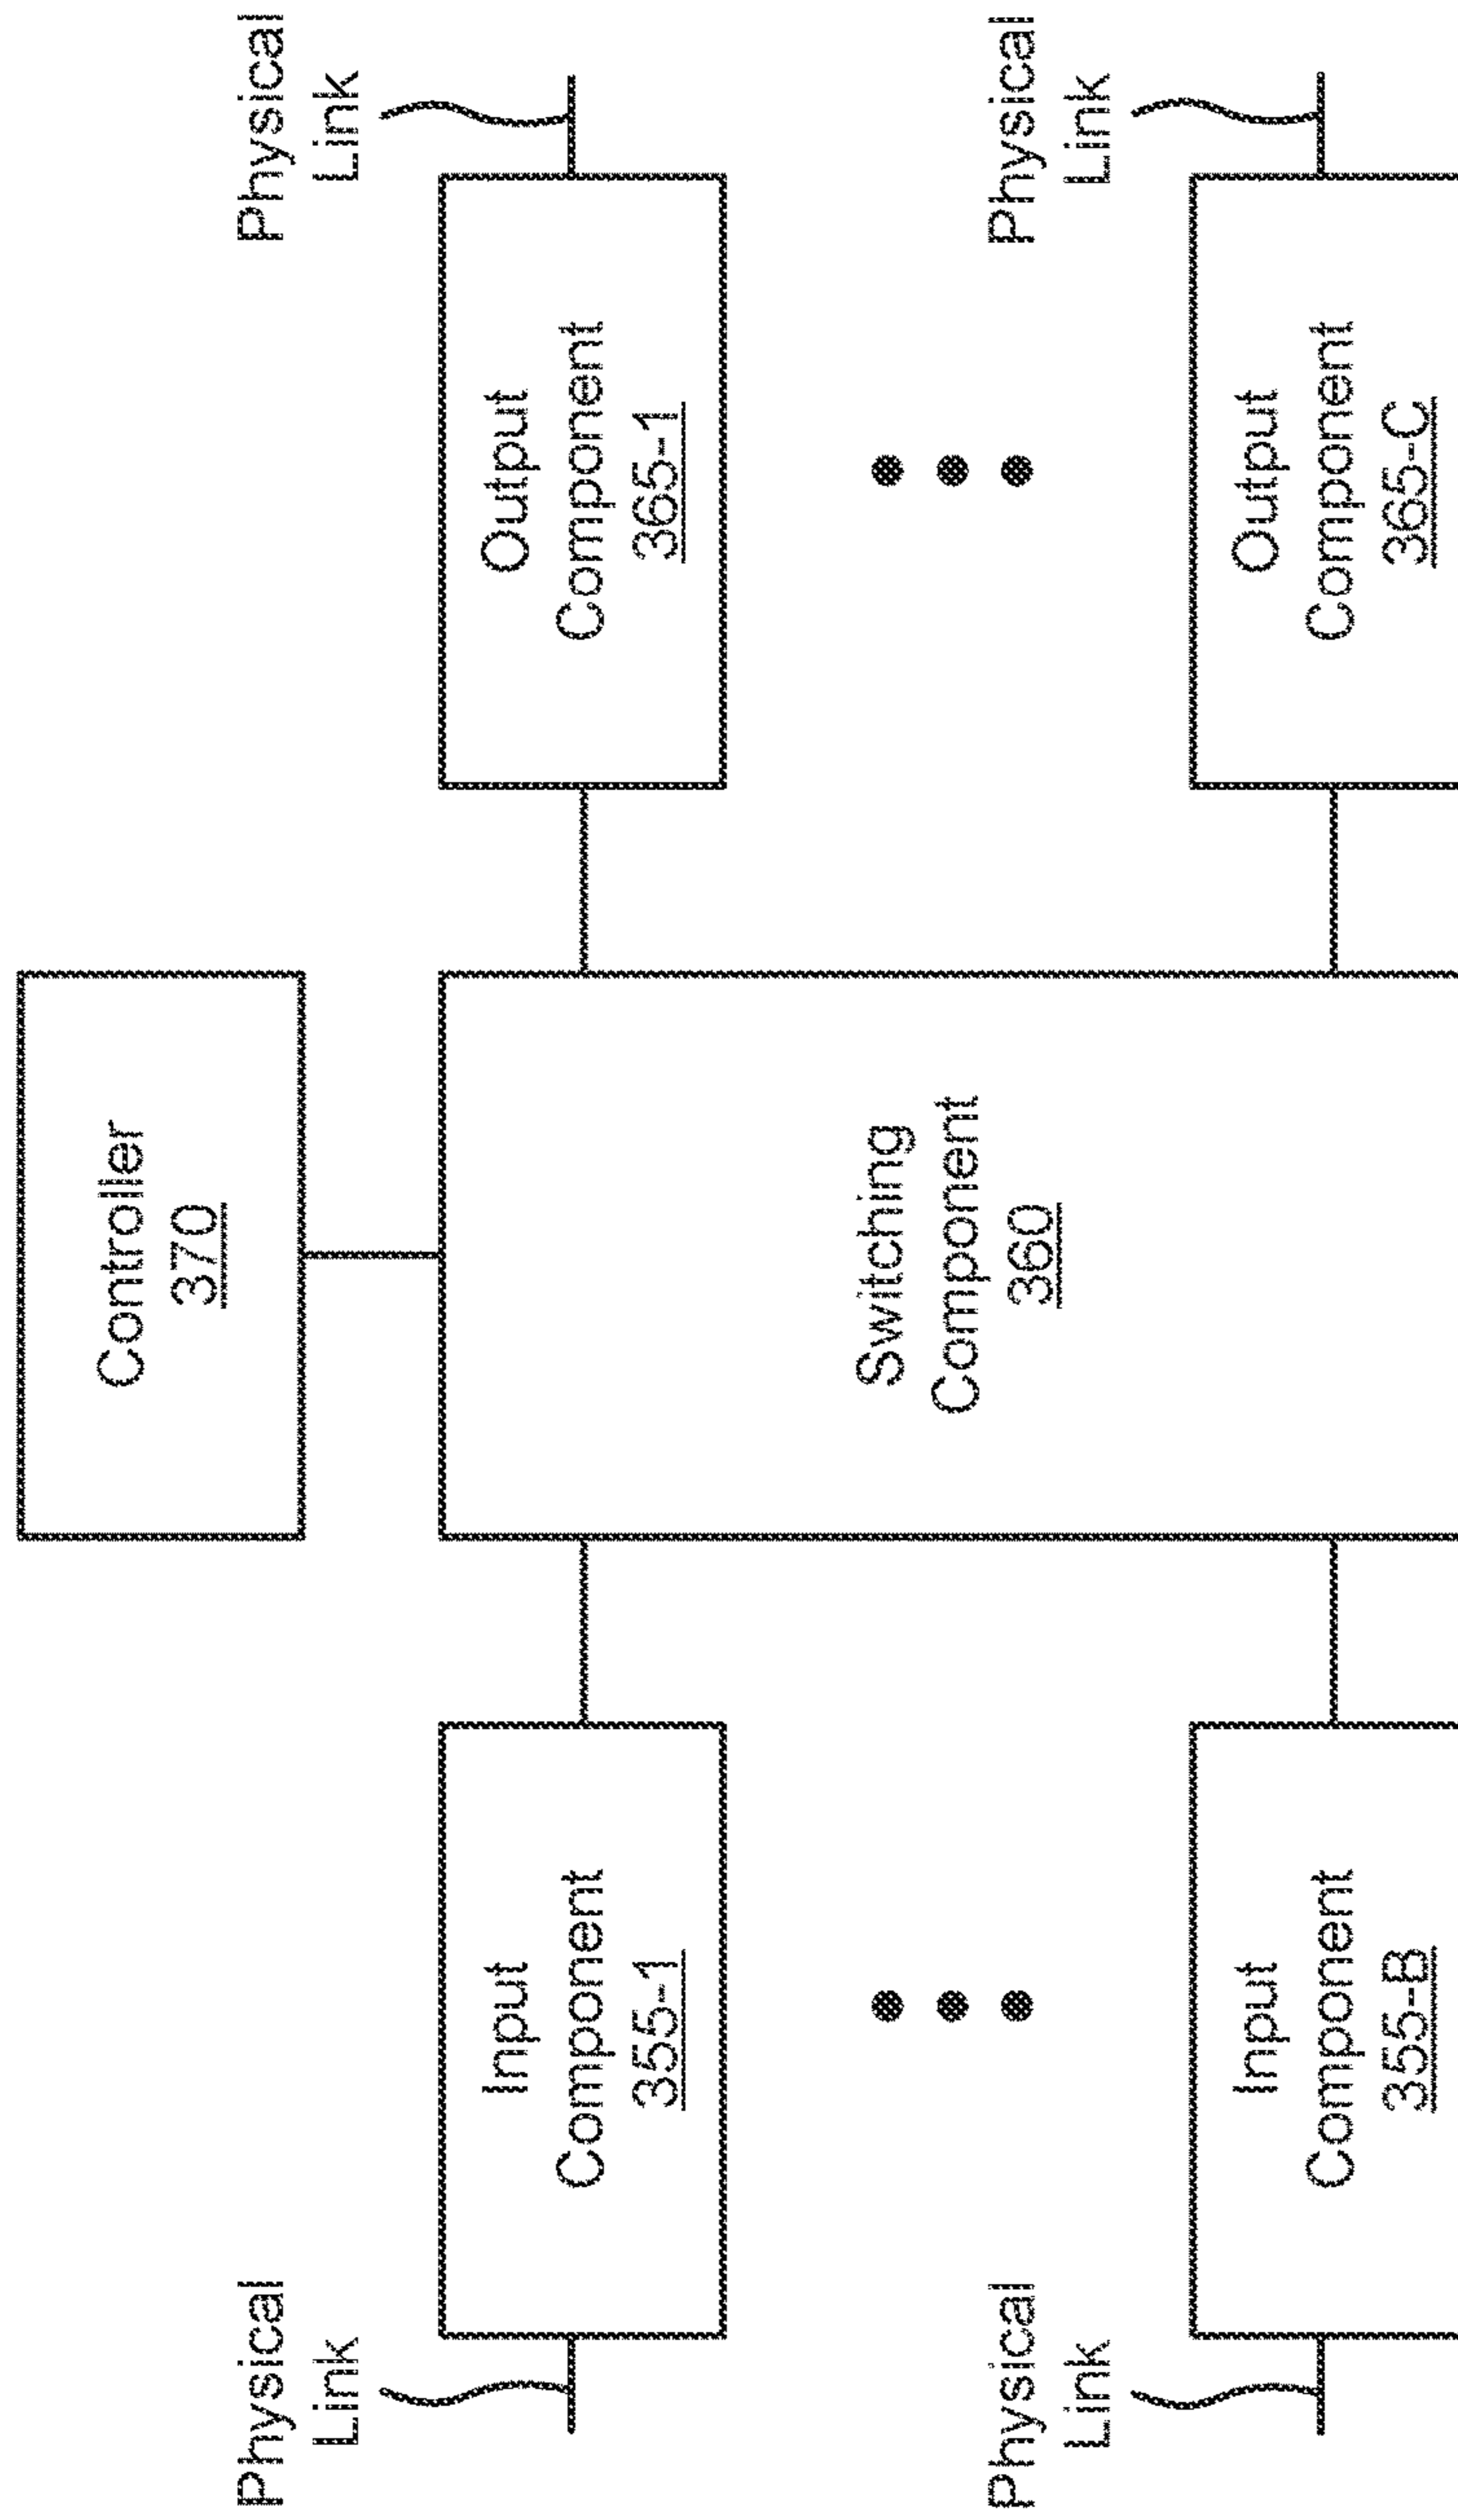 Controller
370
Physical
Link
Input
Component
355-1
Switching
Component
360
Output
Component
365-1
Physical
Link
Physical
Link
Input
Component
355-B
Output
Component
365-C
Physical
Link